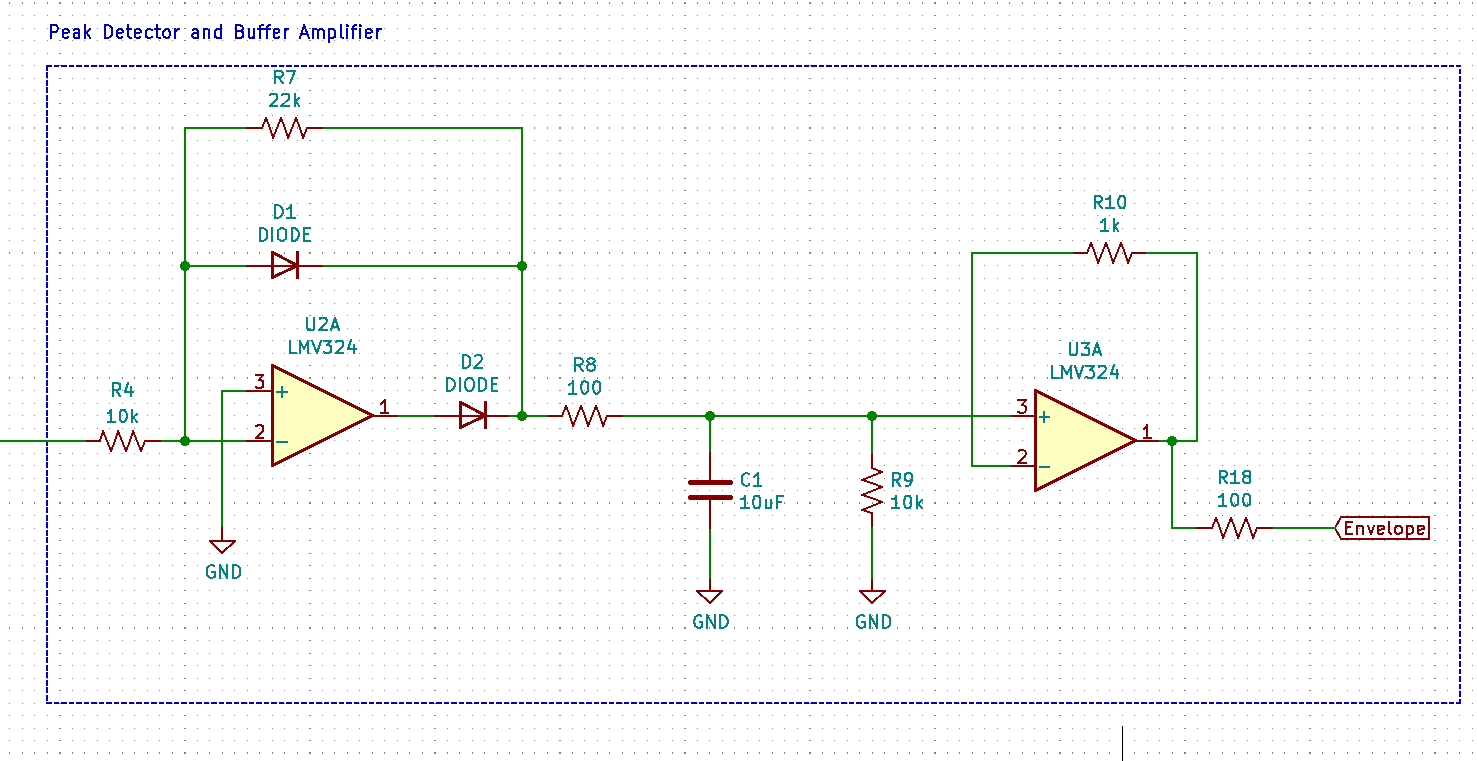 Peak Detector and Buffer Amplifier
R7
22k
D1
DIODE
U2A
LMV324
R4
10k
3
+
2
−
1
GND
D2
DIODE
R8
100
C1
10uF
GND
R9
10k
GND
R10
1k
U3A
LMV324
3
+
2
−
1
R18
100
Envelope